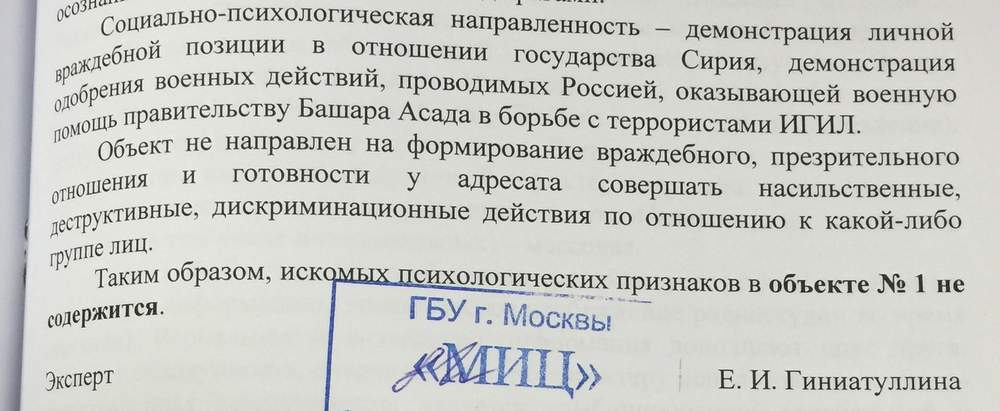 Социально-психологическая направленность – демонстрация личной
враждебной позиции в отношении государства Сирия, демонстрация
одобрения военных действий, проводимых Россией, оказывающей военную
помощь правительству Башара Асада в борьбе с террористами ИГИЛ.
Объект не направлен на формирование враждебного, презрительного
отношения и готовности у адресата совершать насильственные,
деструктивные, дискриминационные действия по отношению к какой-либо
группе лиц.
Таким образом, искомых психологических признаков в объекте № 1 не
содержится.
ГБУ г. Москвы
«МИЦ»
Эксперт Е. И. Гиниатуллина